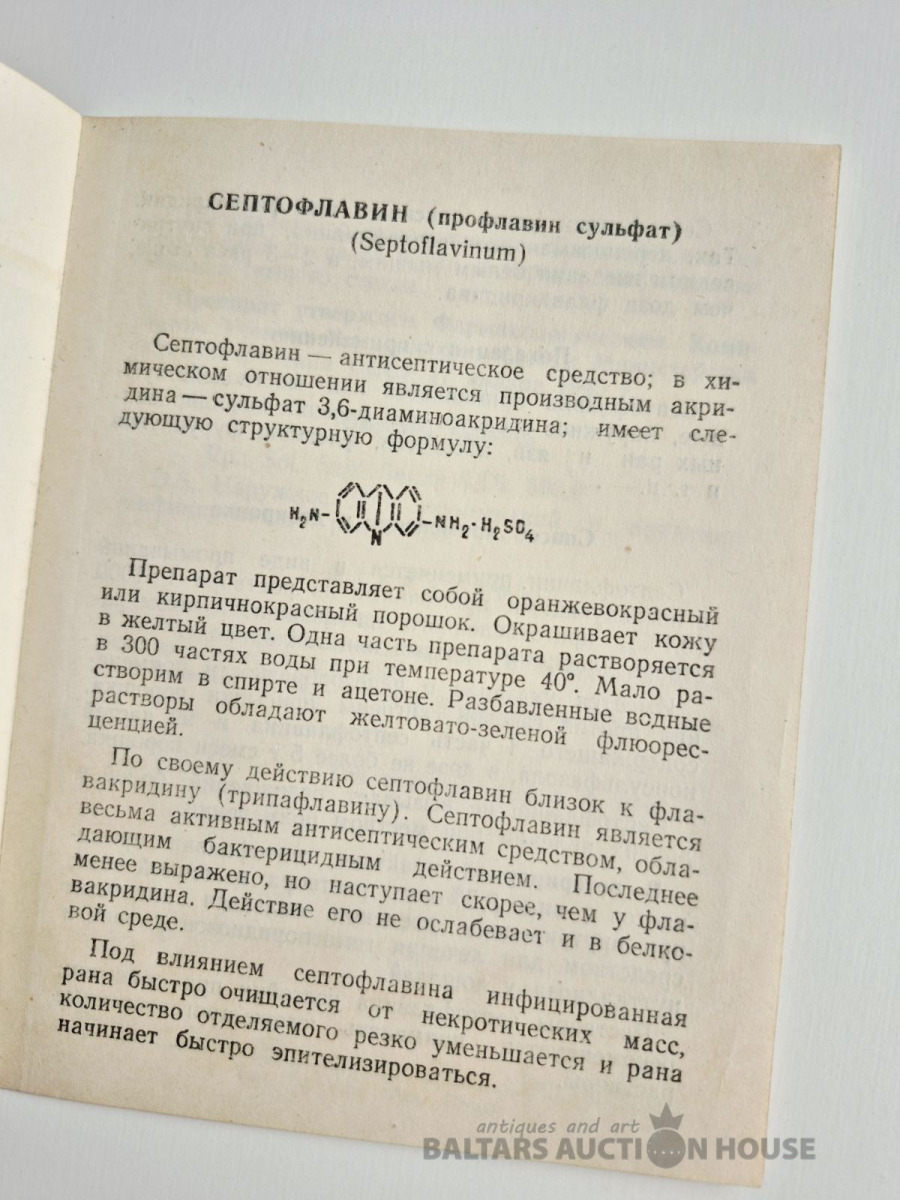 СЕПТОФЛАВИН (профлавин сульфат)
(Septoflavinum)
Септофлавин — антисептическое средство; в хи-
мическом отношении является производным акри-
дина — сульфат 3,6-диаминоакридина; имеет сле-
дующую структурную формулу:
H₂N- N -NH₂·H₂SO₄
Препарат представляет собой оранжевокрасный
или кирпичнокрасный порошок. Окрашивает кожу
в желтый цвет. Одна часть препарата растворяется
в 300 частях воды при температуре 40°. Мало ра-
створим в спирте и ацетоне. Разбавленные водные
растворы обладают желтовато-зеленой флюорес-
ценцией.
По своему действию септофлавин близок к фла-
вакридину (трипафлавину). Септофлавин является
весьма активным антисептическим средством, обла-
дающим бактерицидным действием. Последнее
менее выражено, но наступает скорее, чем у фла-
вакридина. Действие его не ослабевает и в белко-
вой среде.
Под влиянием септофлавина инфицированная
рана быстро очищается от некротических масс,
количество отделяемого резко уменьшается и рана
начинает быстро эпителизироваться.
antiques and art
BALTARS AUCTION HOUSE